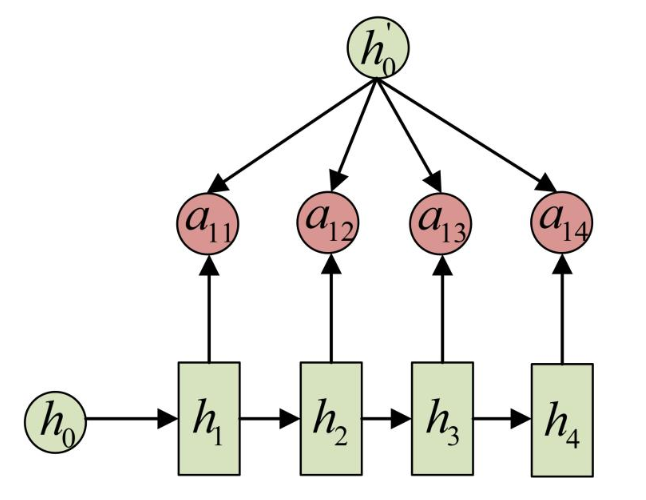 h'₀
a₁₁ a₁₂ a₁₃ a₁₄
h₀ h₁ h₂ h₃ h₄